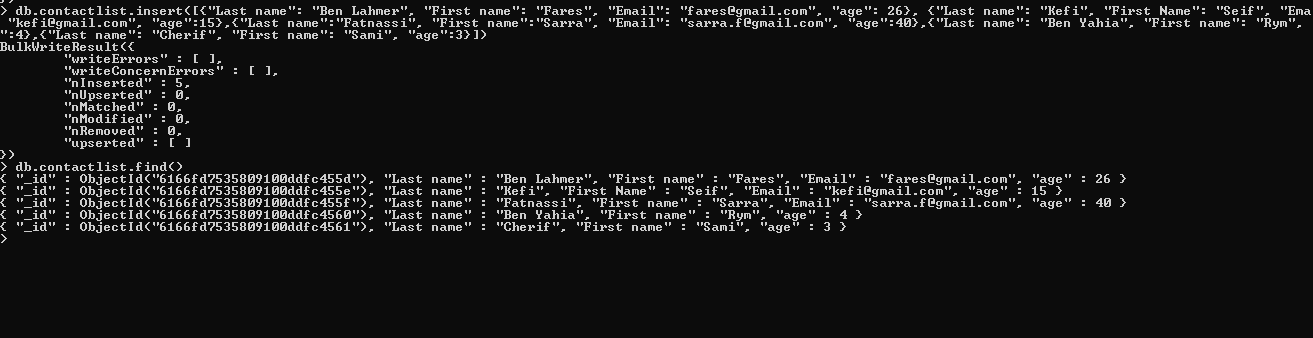 > db.contactlist.insert([{"Last name": "Ben Lahmer", "First name": "Fares", "Email": "fares@gmail.com", "age": 26}, {"Last name": "Kefi", "First Name": "Seif", "Ema
"kefi@gmail.com", "age":15},{"Last name":"Fatnassi", "First name":"Sarra", "Email": "sarra.f@gmail.com", "age":40},{"Last name": "Ben Yahia", "First name": "Rym",
":4},{"Last name": "Cherif", "First name": "Sami", "age":3}])
BulkWriteResult({
"writeErrors" : [ ],
"writeConcernErrors" : [ ],
"nInserted" : 5,
"nUpserted" : 0,
"nMatched" : 0,
"nModified" : 0,
"nRemoved" : 0,
"upserted" : [ ]
})
> db.contactlist.find()
{ "_id" : ObjectId("6166fd7535809100ddfc455d"), "Last name" : "Ben Lahmer", "First name" : "Fares", "Email" : "fares@gmail.com", "age" : 26 }
{ "_id" : ObjectId("6166fd7535809100ddfc455e"), "Last name" : "Kefi", "First Name" : "Seif", "Email" : "kefi@gmail.com", "age" : 15 }
{ "_id" : ObjectId("6166fd7535809100ddfc455f"), "Last name" : "Fatnassi", "First name" : "Sarra", "Email" : "sarra.f@gmail.com", "age" : 40 }
{ "_id" : ObjectId("6166fd7535809100ddfc4560"), "Last name" : "Ben Yahia", "First name" : "Rym", "age" : 4 }
{ "_id" : ObjectId("6166fd7535809100ddfc4561"), "Last name" : "Cherif", "First name" : "Sami", "age" : 3 }
>